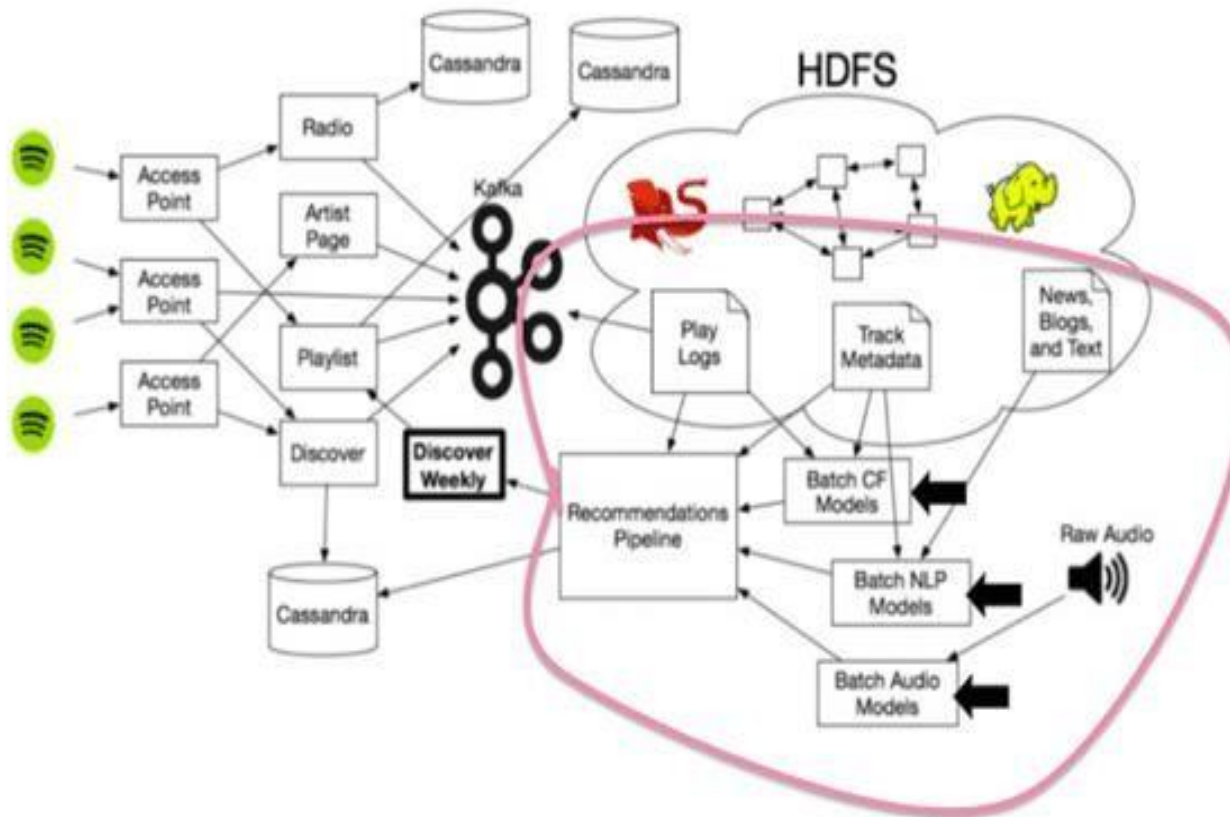 Cassandra
Cassandra
HDFS
Radio
Access
Point
Kafka
Artist
Page
Access
Point
News,
Blogs,
and Text
Play
Logs
Track
Metadata
Playlist
Access
Point
Discover
Discover
Weekly
Batch CF
Models
Recommendations
Pipeline
Raw Audio
Batch NLP
Models
Cassandra
Batch Audio
Models